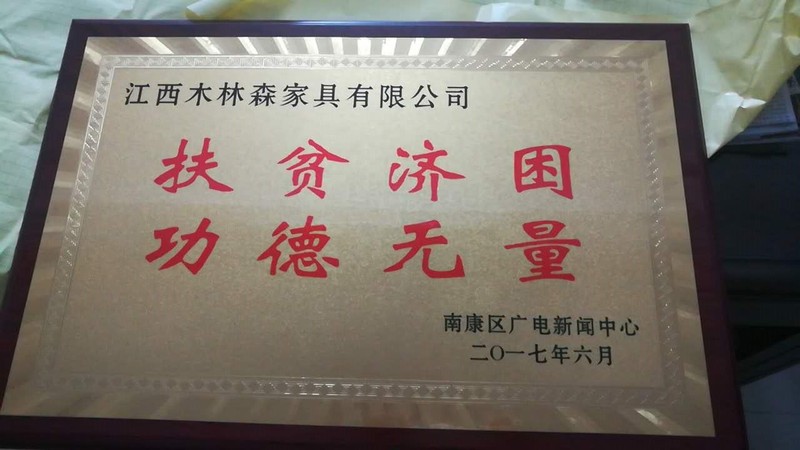 江西木林森家具有限公司
扶贫济困
功德无量
南康区广电新闻中心
二〇一七年六月